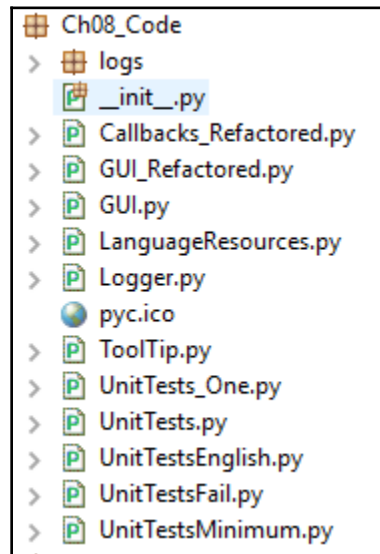 Ch08_Code
logs
__init__.py
Callbacks_Refactored.py
GUI_Refactored.py
GUI.py
LanguageResources.py
Logger.py
pyc.ico
ToolTip.py
UnitTests_One.py
UnitTests.py
UnitTestsEnglish.py
UnitTestsFail.py
UnitTestsMinimum.py